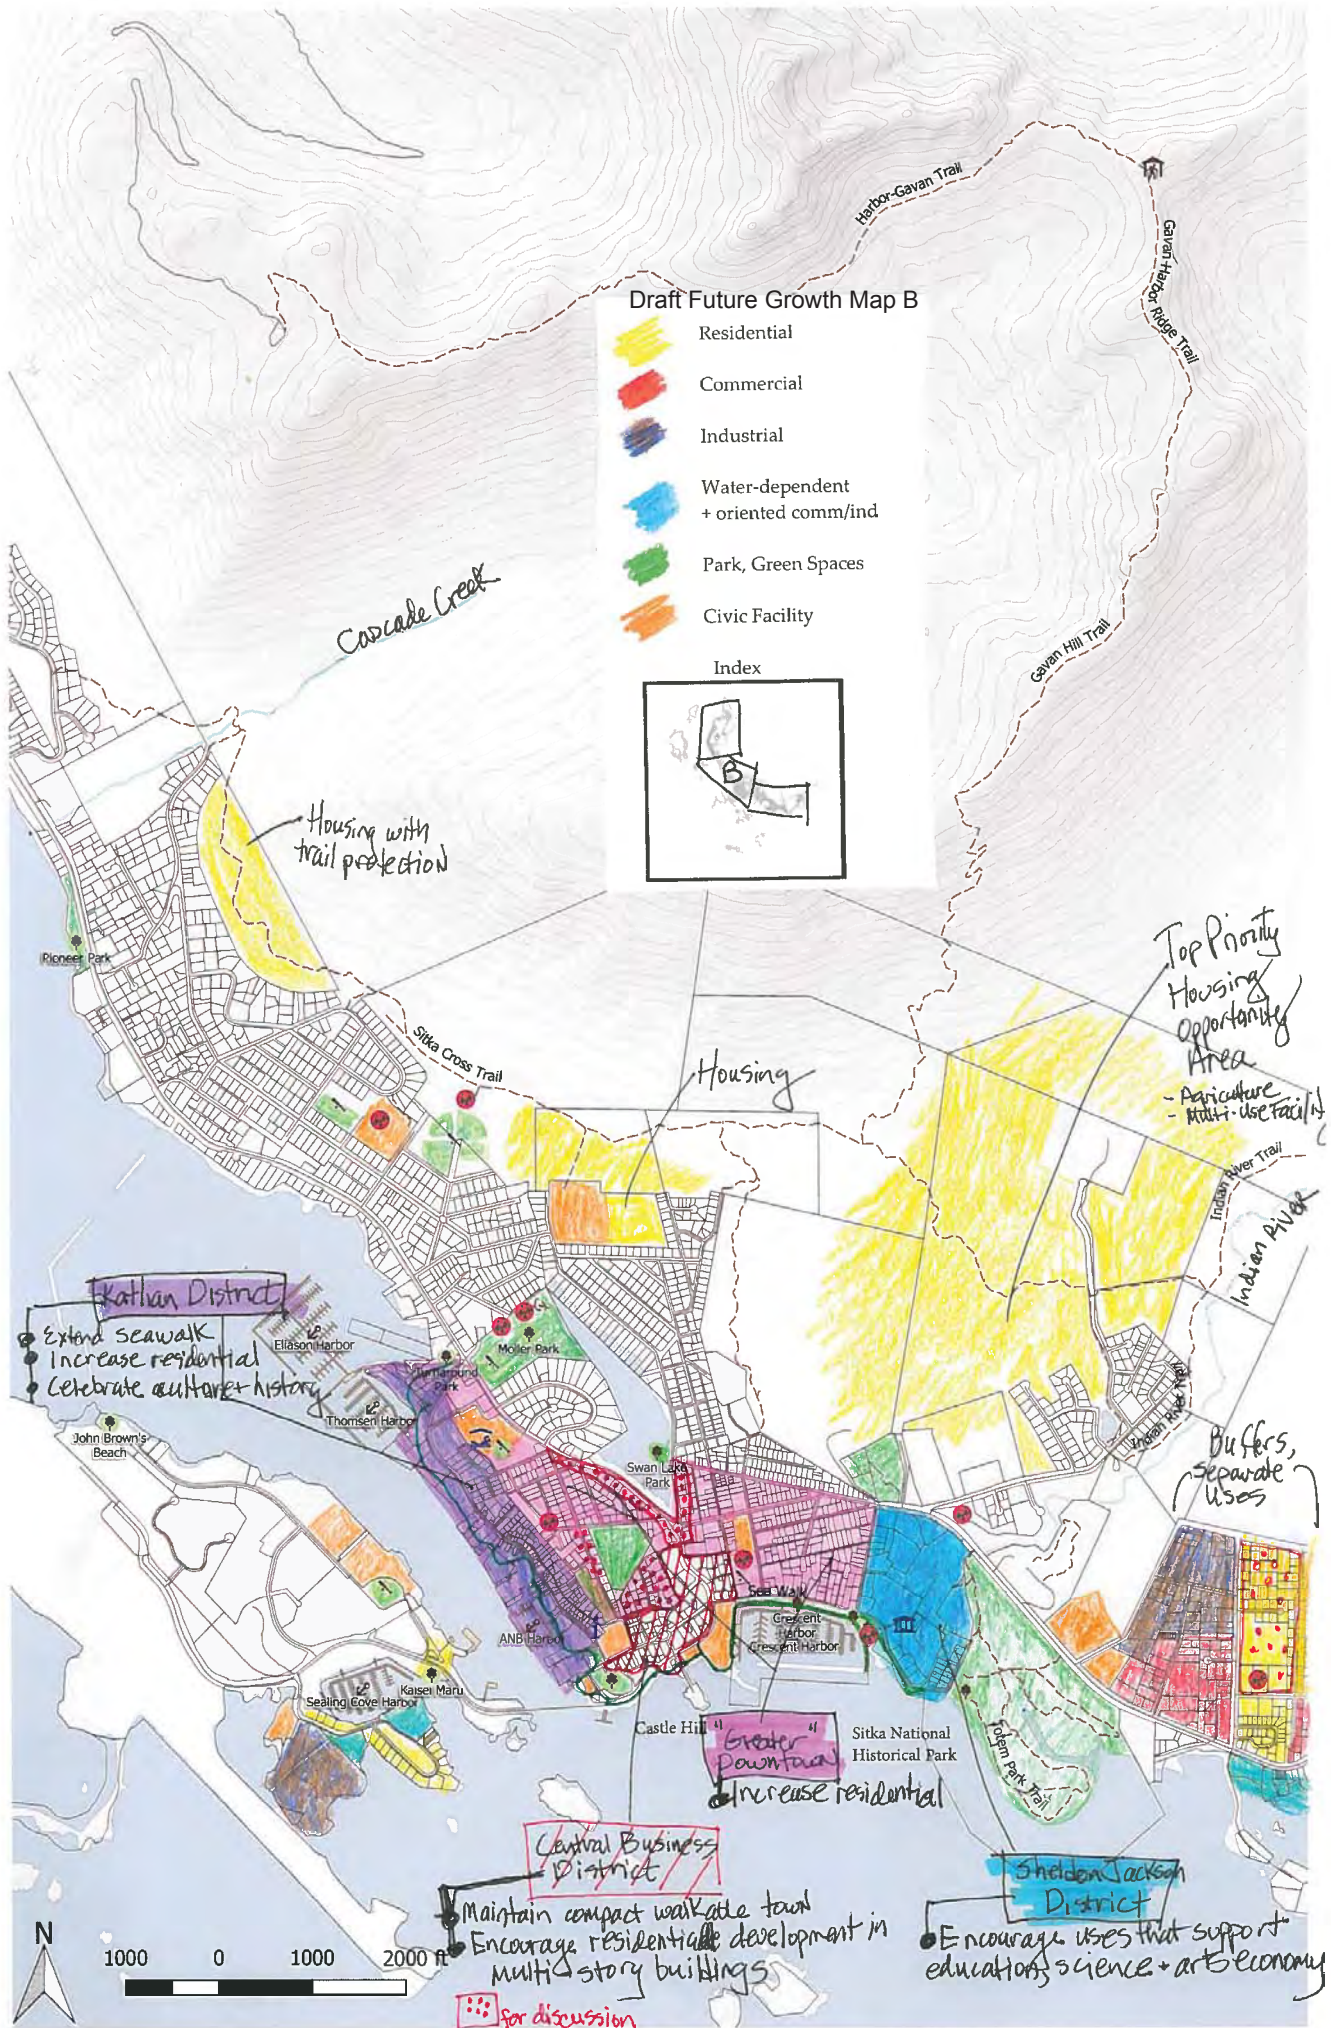 Harbor-Gavan Trail
Gavan-Harbor Ridge Trail
Draft Future Growth Map B
Residential
Commercial
Industrial
Water-dependent
+ oriented comm/ind
Park, Green Spaces
Civic Facility
Index
B
Gavan Hill Trail
Cascade Creek
Housing with
trail protection
Pioneer Park
Sitka Cross Trail
Housing
Top Priority
Housing
Opportunity
Area
- Agriculture
- Multi-use Facilit
Indian River Trail
Indian River
Kathan District
Extend seawalk
Increase residential
Celebrate culture + history
Eliason Harbor
Thomsen Harbor
Turnaround
Park
Moller Park
John Brown's
Beach
Swan Lake
Park
Indian River Rd
Buffers,
separate
uses
Sea Walk
Crescent
Harbor
Crescent Harbor
ANB Harbor
Kaisei Maru
Sealing Cove Harbor
Castle Hill
"Greater
Downtown"
Increase residential
Sitka National
Historical Park
Totem Park Trail
Central Business
District
Maintain compact walkable town
Encourage residential development in
multi-story buildings
for discussion
Sheldon Jackson
District
Encourage uses that support
education, science + arts economy
N
1000 0 1000 2000 ft